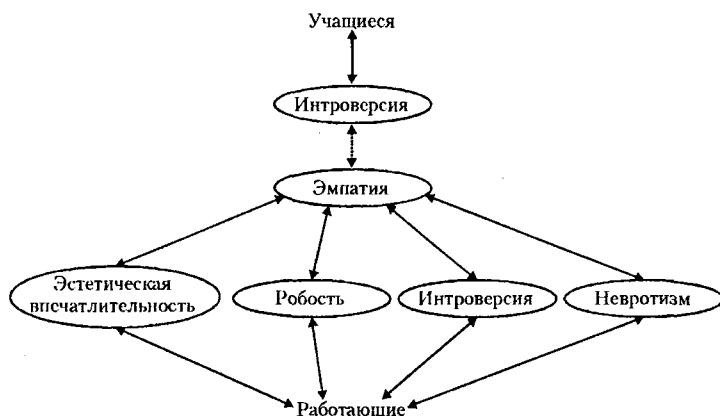 Учащиеся
Интроверсия
Эмпатия
Эстетическая
впечатлительность
Робость
Интроверсия
Невротизм
Работающие